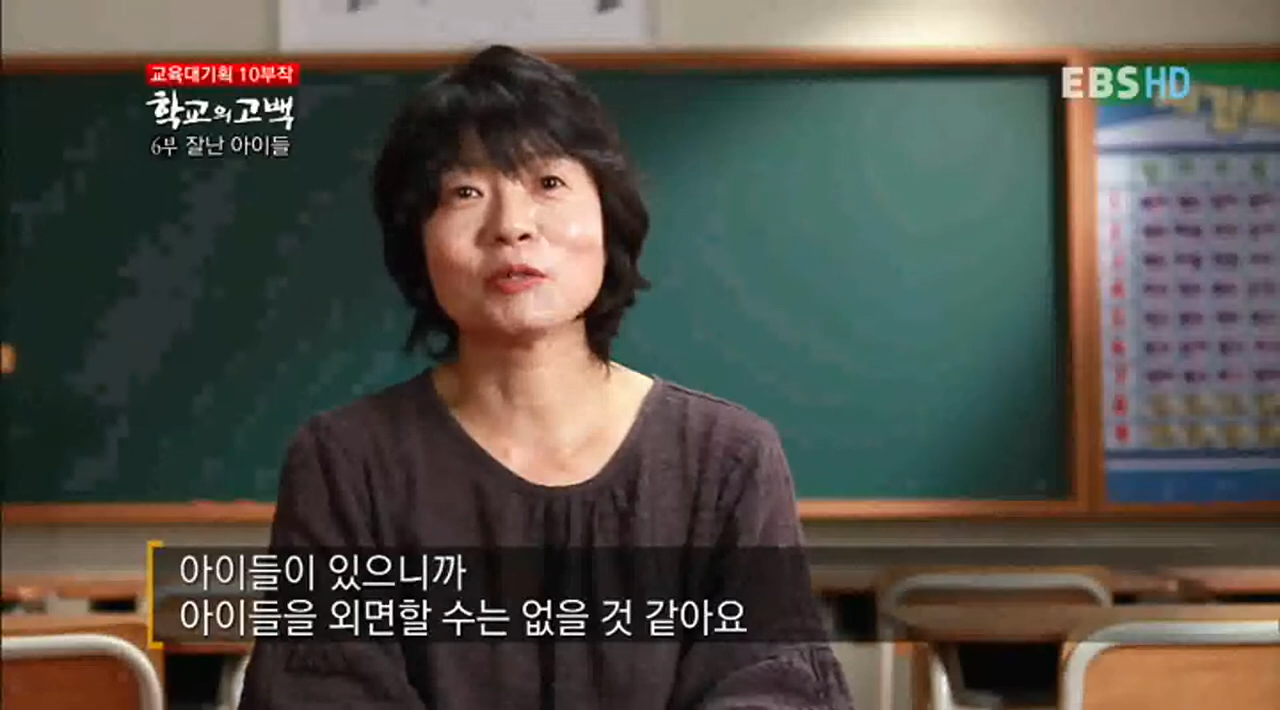 교육대기획 10부작
학교의 고백
6부 잘난 아이들
EBS HD
아이들이 있으니까
아이들을 외면할 수는 없을 것 같아요